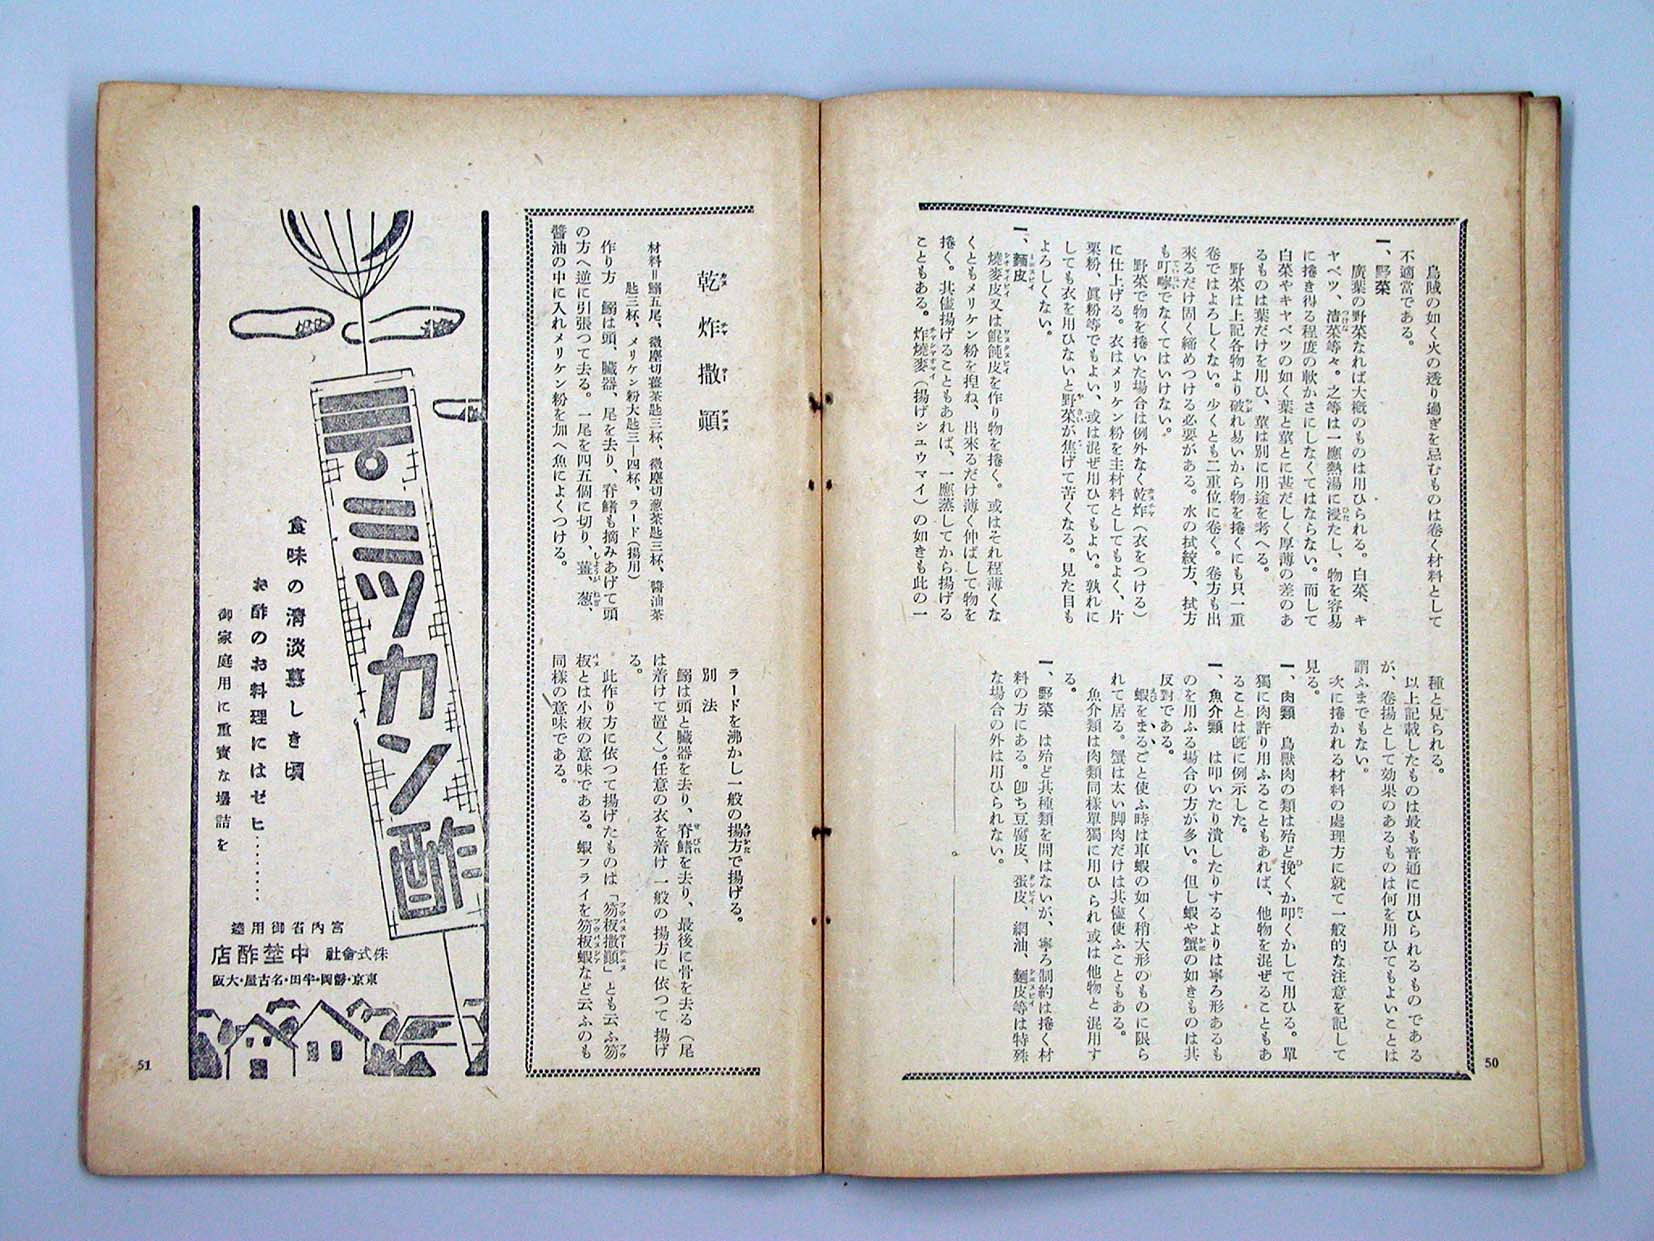 烏賊の如く火の透り過ぎを忌むものは卷く材料として
不適當である。
一、野菜
廣葉の野菜なれば大概のものは用ひられる。白菜、キ
ヤベツ、漬菜等々。之等は一應熱湯に浸たし、物を容易
に捲き得る程度の軟かさにしなくてはならない。而して
白菜やキヤベツの如く葉と莖とに甚だしく厚薄の差のあ
るものは葉だけを用ひ、莖は別に用途を考へる。
野菜は上記各物より破れ易いから物を捲くにも只一重
卷ではよろしくない。少くとも二重位に卷く。卷方も出
來るだけ固く締めつける必要がある。水の拭絞方、拭方
も叮嚀でなくてはいけない。
野菜で物を捲いた場合は例外なく乾炸（衣をつける）
に仕上げる。衣はメリケン粉を主材料としてもよく、片
栗粉、眞粉等でもよい、或は混ぜ用ひてもよい。孰れに
しても衣を用ひないと野菜が焦げて苦くなる。見た目も
よろしくない。
一、麵皮
燒麥皮又は餛飩皮を作り物を捲く。或はそれ程薄くな
くともメリケン粉を捏ね、出來るだけ薄く伸ばして物を
捲く。其儘揚げることもあれば、一應蒸してから揚げる
こともある。炸燒麥（揚げシユウマイ）の如きも此の一
種と見られる。
以上記載したものは最も普通に用ひられるものである
が、卷揚として効果のあるものは何を用ひてもよいことは
謂ふまでもない。
次に捲かれる材料の處理方に就て一般的な注意を記して
見る。
一、肉類　鳥獸肉の類は殆ど挽くか叩くかして用ひる。單
獨に肉許り用ふることもあれば、他物を混ぜることもあ
ることは旣に例示した。
一、魚介類　は叩いたり潰したりするよりは寧ろ形あるも
のを用ふる場合の方が多い。但し蝦や蟹の如きものは共
反對である。
蝦をまるごと使ふ時は車蝦の如く稍大形のものに限ら
れて居る。蟹は太い脚肉だけは其儘使ふこともある。
魚介類は肉類同樣單獨に用ひられ或は他物と混用す
る。
一、野菜　は殆ど其種類を問はないが、寧ろ制約は捲く材
料の方にある。卽ち豆腐皮、蛋皮、網油、麵皮等は特殊
な場合の外は用ひられない。
50
乾炸撒顚
材料＝鰯五尾、微塵切薑茶匙三杯、微塵切葱茶匙三杯、醬油茶
匙三杯、メリケン粉大匙三―四杯、ラード（揚用）
作り方　鰯は頭、臟器、尾を去り、脊鰭も摘みあげて頭
の方へ逆に引張つて去る。一尾を四五個に切り、薑、葱、
醬油の中に入れメリケン粉を加へ魚によくつける。
ラードを沸かし一般の揚方で揚げる。
別法
鰯は頭と臟器を去り、脊鰭を去り、最後に骨を去る（尾
は着けて置く）。任意の衣を着け一般の揚方に依つて揚げ
る。
此作り方に依つて揚げたものは「笏板撒顚」とも云ふ笏
板とは小板の意味である。蝦フライを笏板蝦など云ふのも
同樣の意味である。
ミツカン酢
食味の淸淡慕しき頃
お酢のお料理にはゼヒ………
御家庭用に重寶な壜詰を
宮內省御用達
株式會社 中埜酢店
東京・靜岡・半田・名古屋・大阪
51